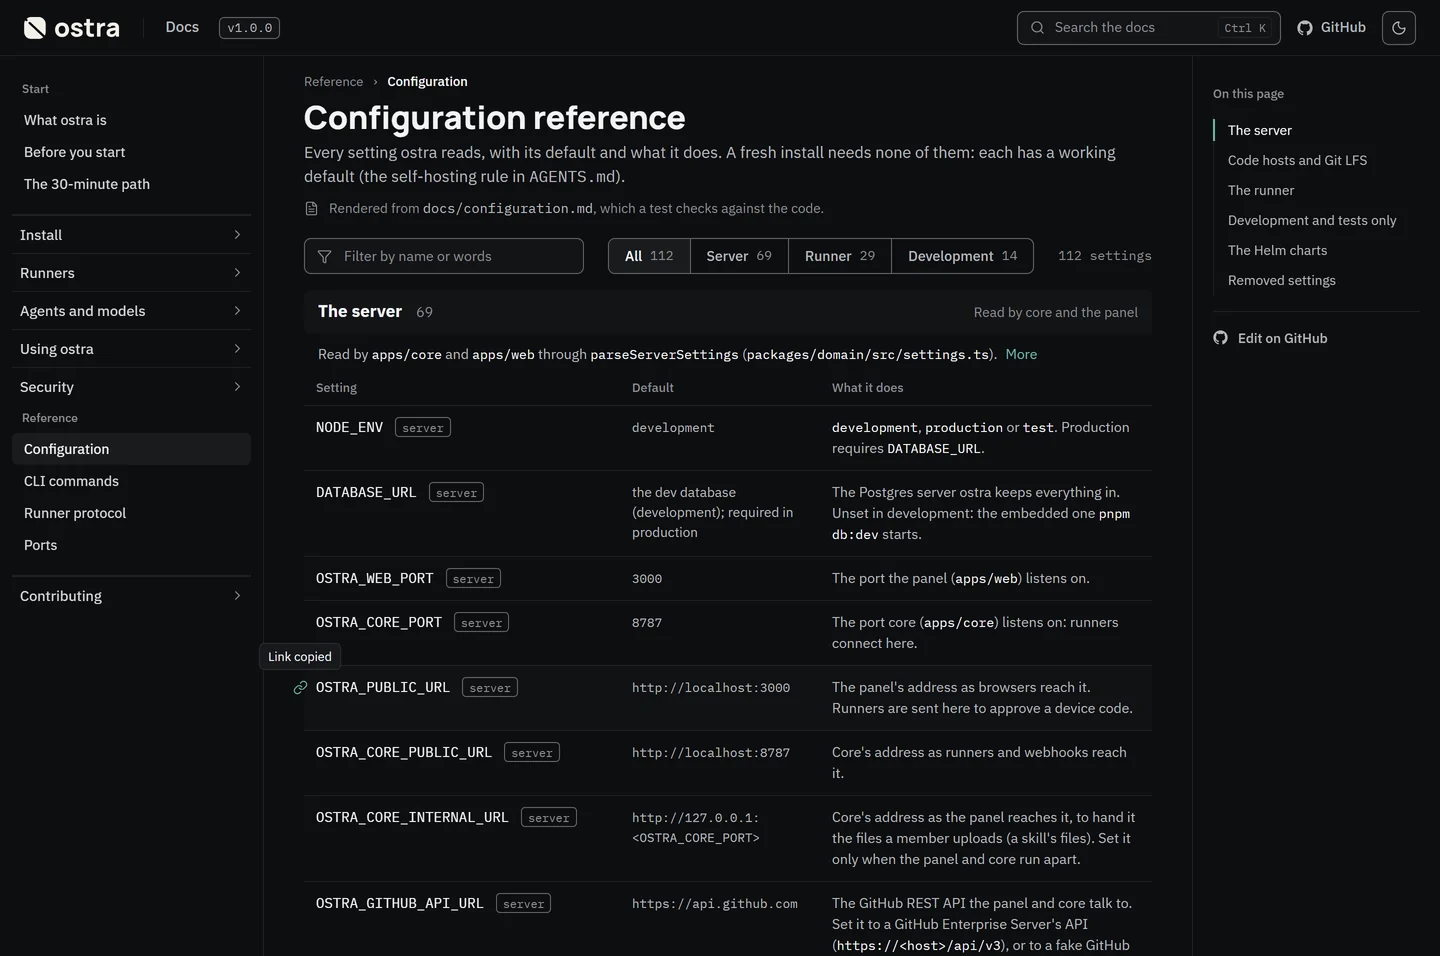 ostra
Docs
v1.0.0
Search the docs
Ctrl K
GitHub
Start
What ostra is
Before you start
The 30-minute path
Install
Runners
Agents and models
Using ostra
Security
Reference
Configuration
CLI commands
Runner protocol
Ports
Contributing
Reference › Configuration
Configuration reference
Every setting ostra reads, with its default and what it does. A fresh install needs none of them: each has a working
default (the self-hosting rule in AGENTS.md).
Rendered from docs/configuration.md, which a test checks against the code.
Filter by name or words
All 112
Server 69
Runner 29
Development 14
112 settings
The server 69
Read by core and the panel
Read by apps/core and apps/web through parseServerSettings (packages/domain/src/settings.ts). More
Setting
Default
What it does
NODE_ENV server
development
development, production or test. Production
requires DATABASE_URL.
DATABASE_URL server
the dev database
(development); required in
production
The Postgres server ostra keeps everything in.
Unset in development: the embedded one pnpm
db:dev starts.
OSTRA_WEB_PORT server
3000
The port the panel (apps/web) listens on.
OSTRA_CORE_PORT server
8787
The port core (apps/core) listens on: runners
connect here.
Link copied
OSTRA_PUBLIC_URL server
http://localhost:3000
The panel's address as browsers reach it.
Runners are sent here to approve a device code.
OSTRA_CORE_PUBLIC_URL server
http://localhost:8787
Core's address as runners and webhooks reach
it.
OSTRA_CORE_INTERNAL_URL server
http://127.0.0.1:
<OSTRA_CORE_PORT>
Core's address as the panel reaches it, to hand it
the files a member uploads (a skill's files). Set it
only when the panel and core run apart.
OSTRA_GITHUB_API_URL server
https://api.github.com
The GitHub REST API the panel and core talk to.
Set it to a GitHub Enterprise Server's API
(https://<host>/api/v3), or to a fake GitHub
On this page
The server
Code hosts and Git LFS
The runner
Development and tests only
The Helm charts
Removed settings
Edit on GitHub